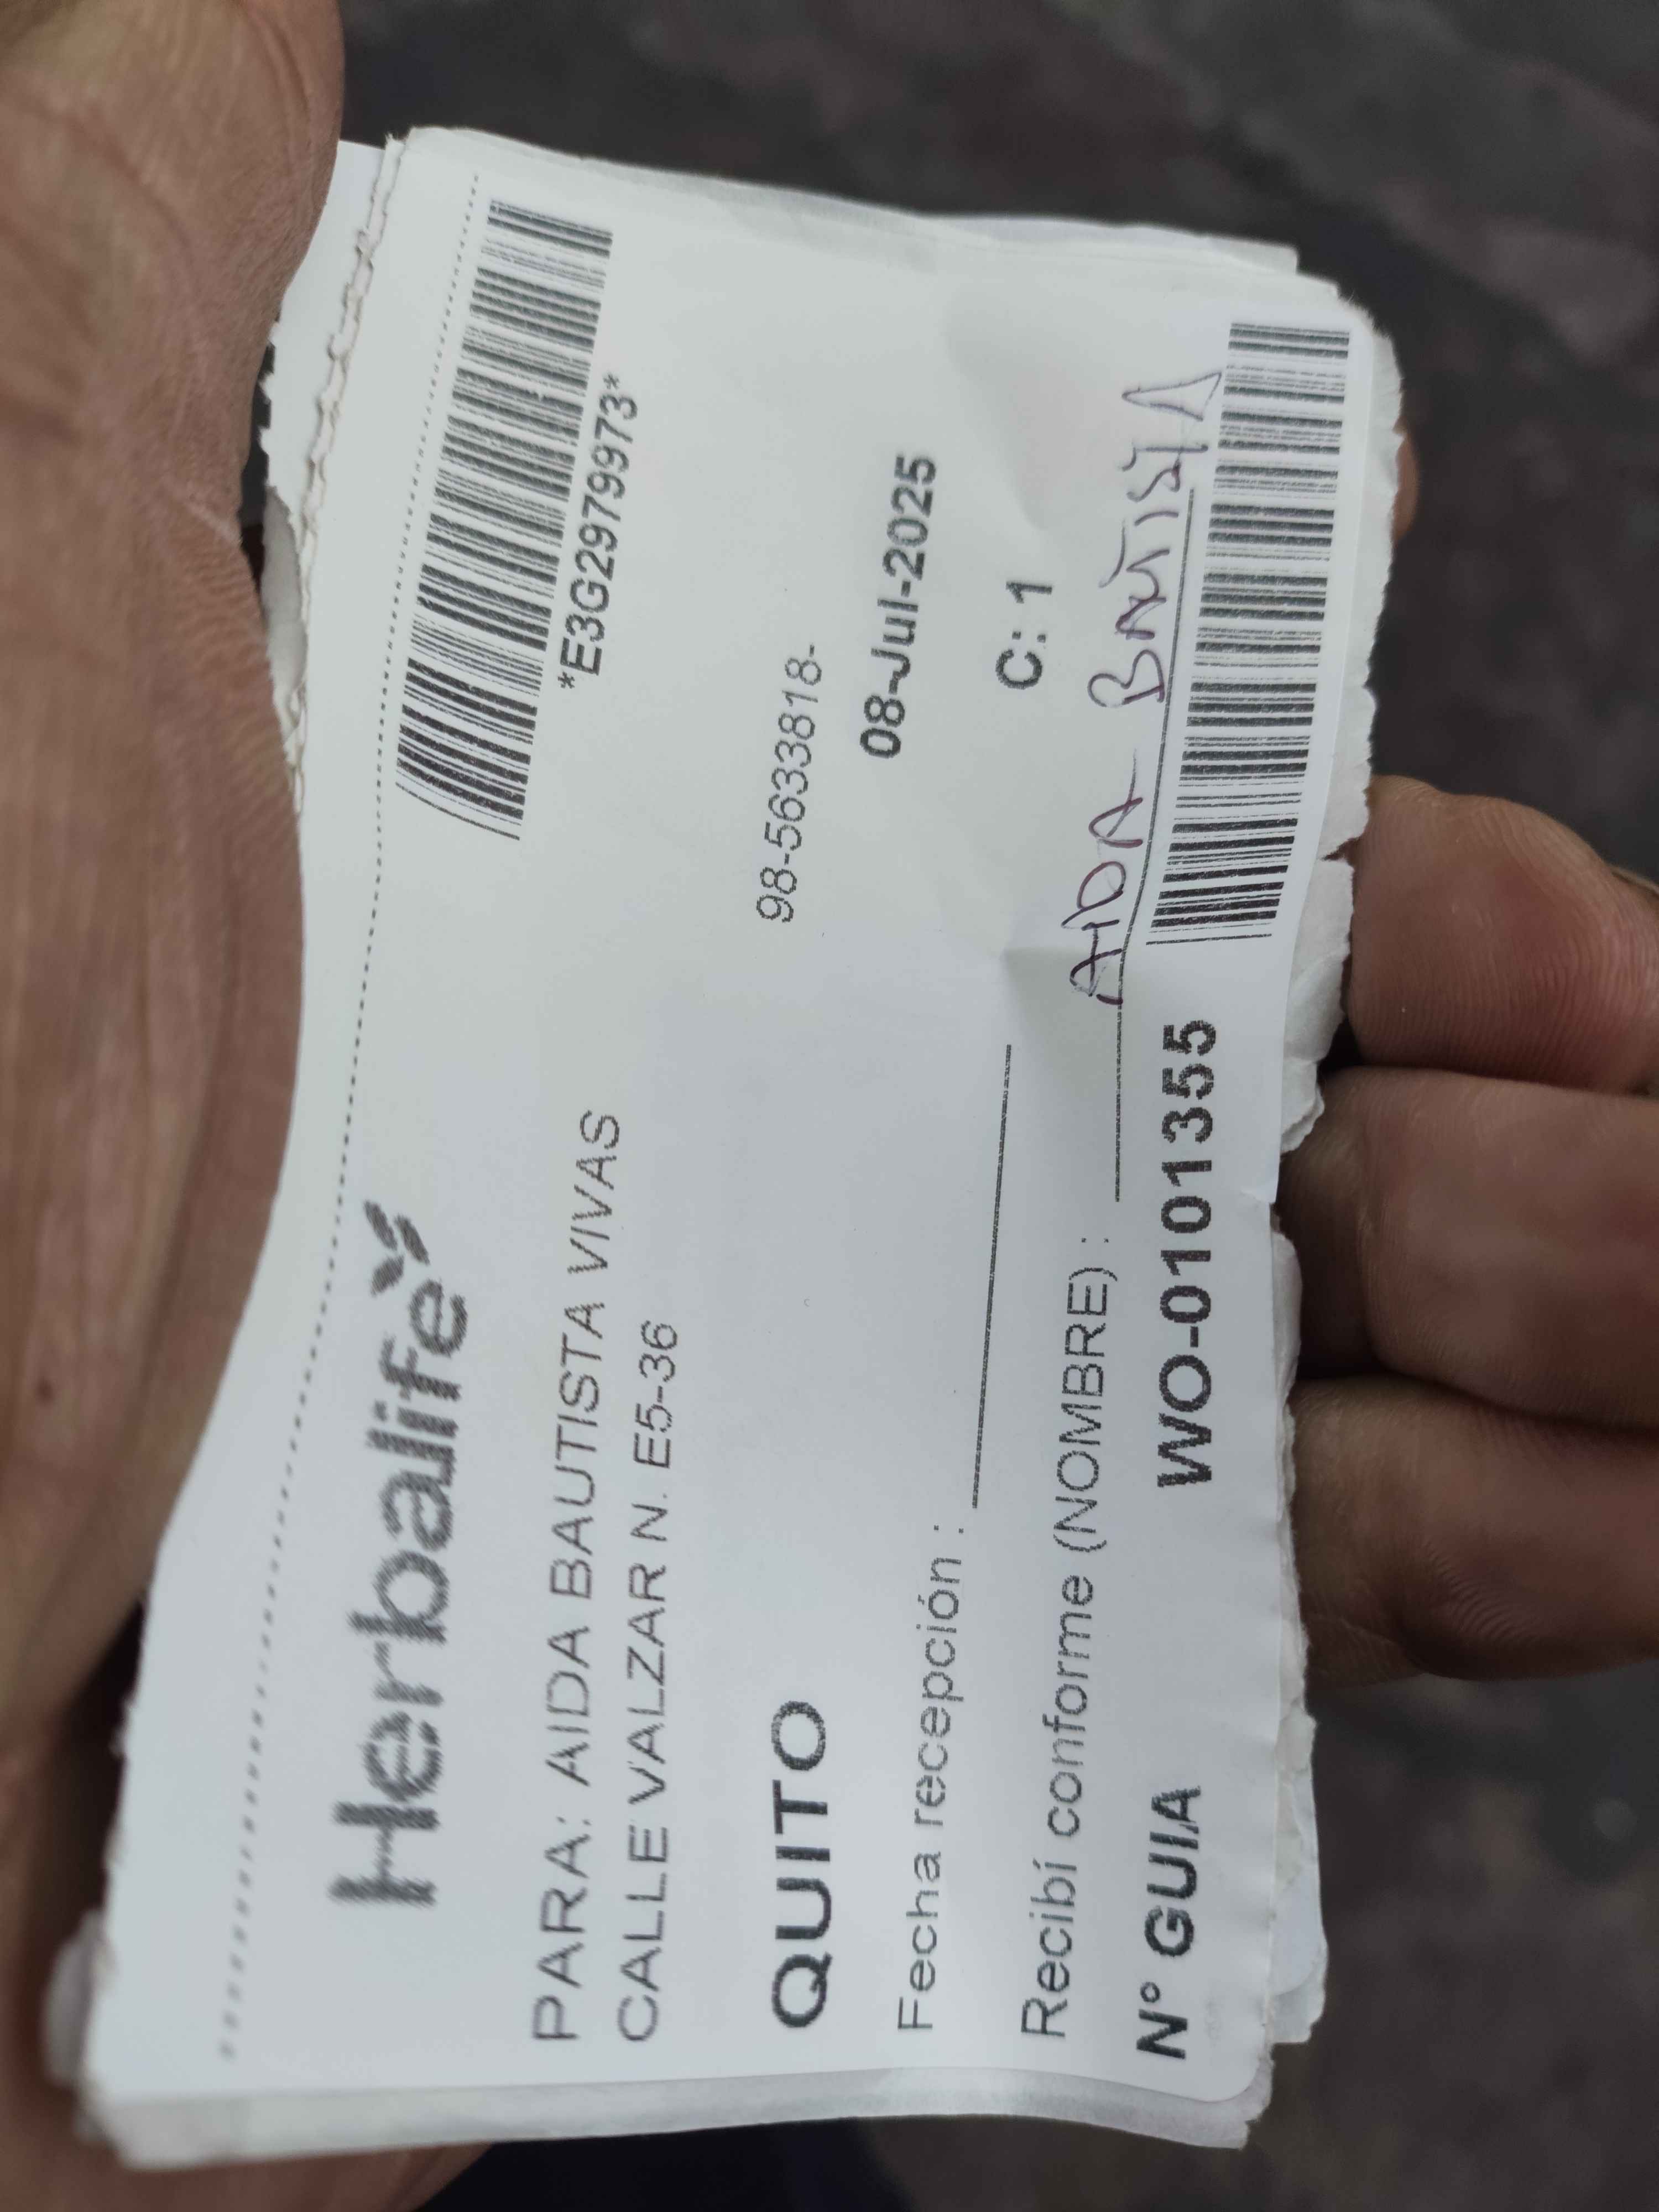 Herbalife
*E3G2979973*
PARA: AIDA BAUTISTA VIVAS
CALLE VALZAR N. E5-36
98-5633818-
QUITO
08-Jul-2025
Fecha recepción :
C: 1
Recibí conforme (NOMBRE) : AIDA BAUTISTA
N° GUIA WO-0101355